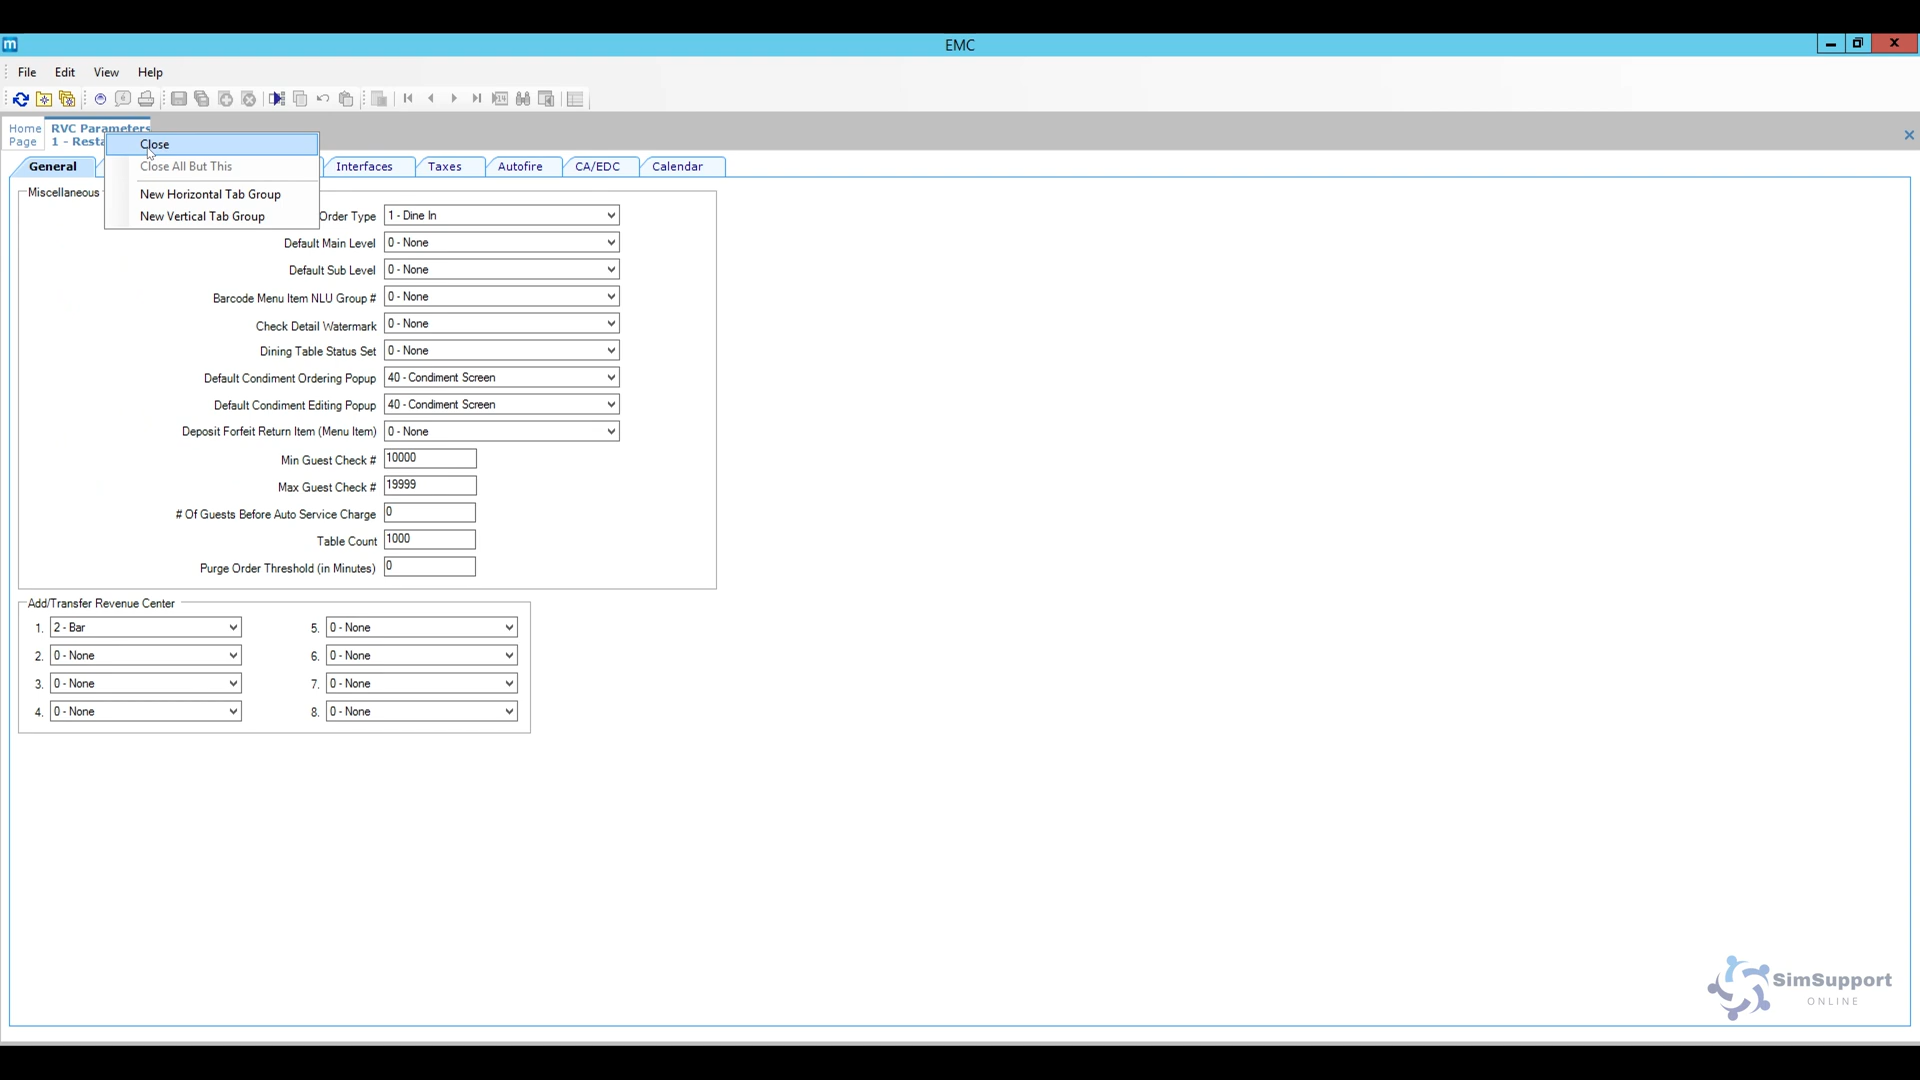 EMC
File Edit View Help
Home
Page
RVC Parameters
1 - Resta
Close
Close All But This
New Horizontal Tab Group
New Vertical Tab Group
General Interfaces Taxes Autofire CA/EDC Calendar
Miscellaneous
Order Type 1 - Dine In
Default Main Level 0 - None
Default Sub Level 0 - None
Barcode Menu Item NLU Group # 0 - None
Check Detail Watermark 0 - None
Dining Table Status Set 0 - None
Default Condiment Ordering Popup 40 - Condiment Screen
Default Condiment Editing Popup 40 - Condiment Screen
Deposit Forfeit Return Item (Menu Item) 0 - None
Min Guest Check # 10000
Max Guest Check # 19999
# Of Guests Before Auto Service Charge 0
Table Count 1000
Purge Order Threshold (in Minutes) 0
Add/Transfer Revenue Center
1. 2 - Bar 5. 0 - None
2. 0 - None 6. 0 - None
3. 0 - None 7. 0 - None
4. 0 - None 8. 0 - None
SimSupport
ONLINE